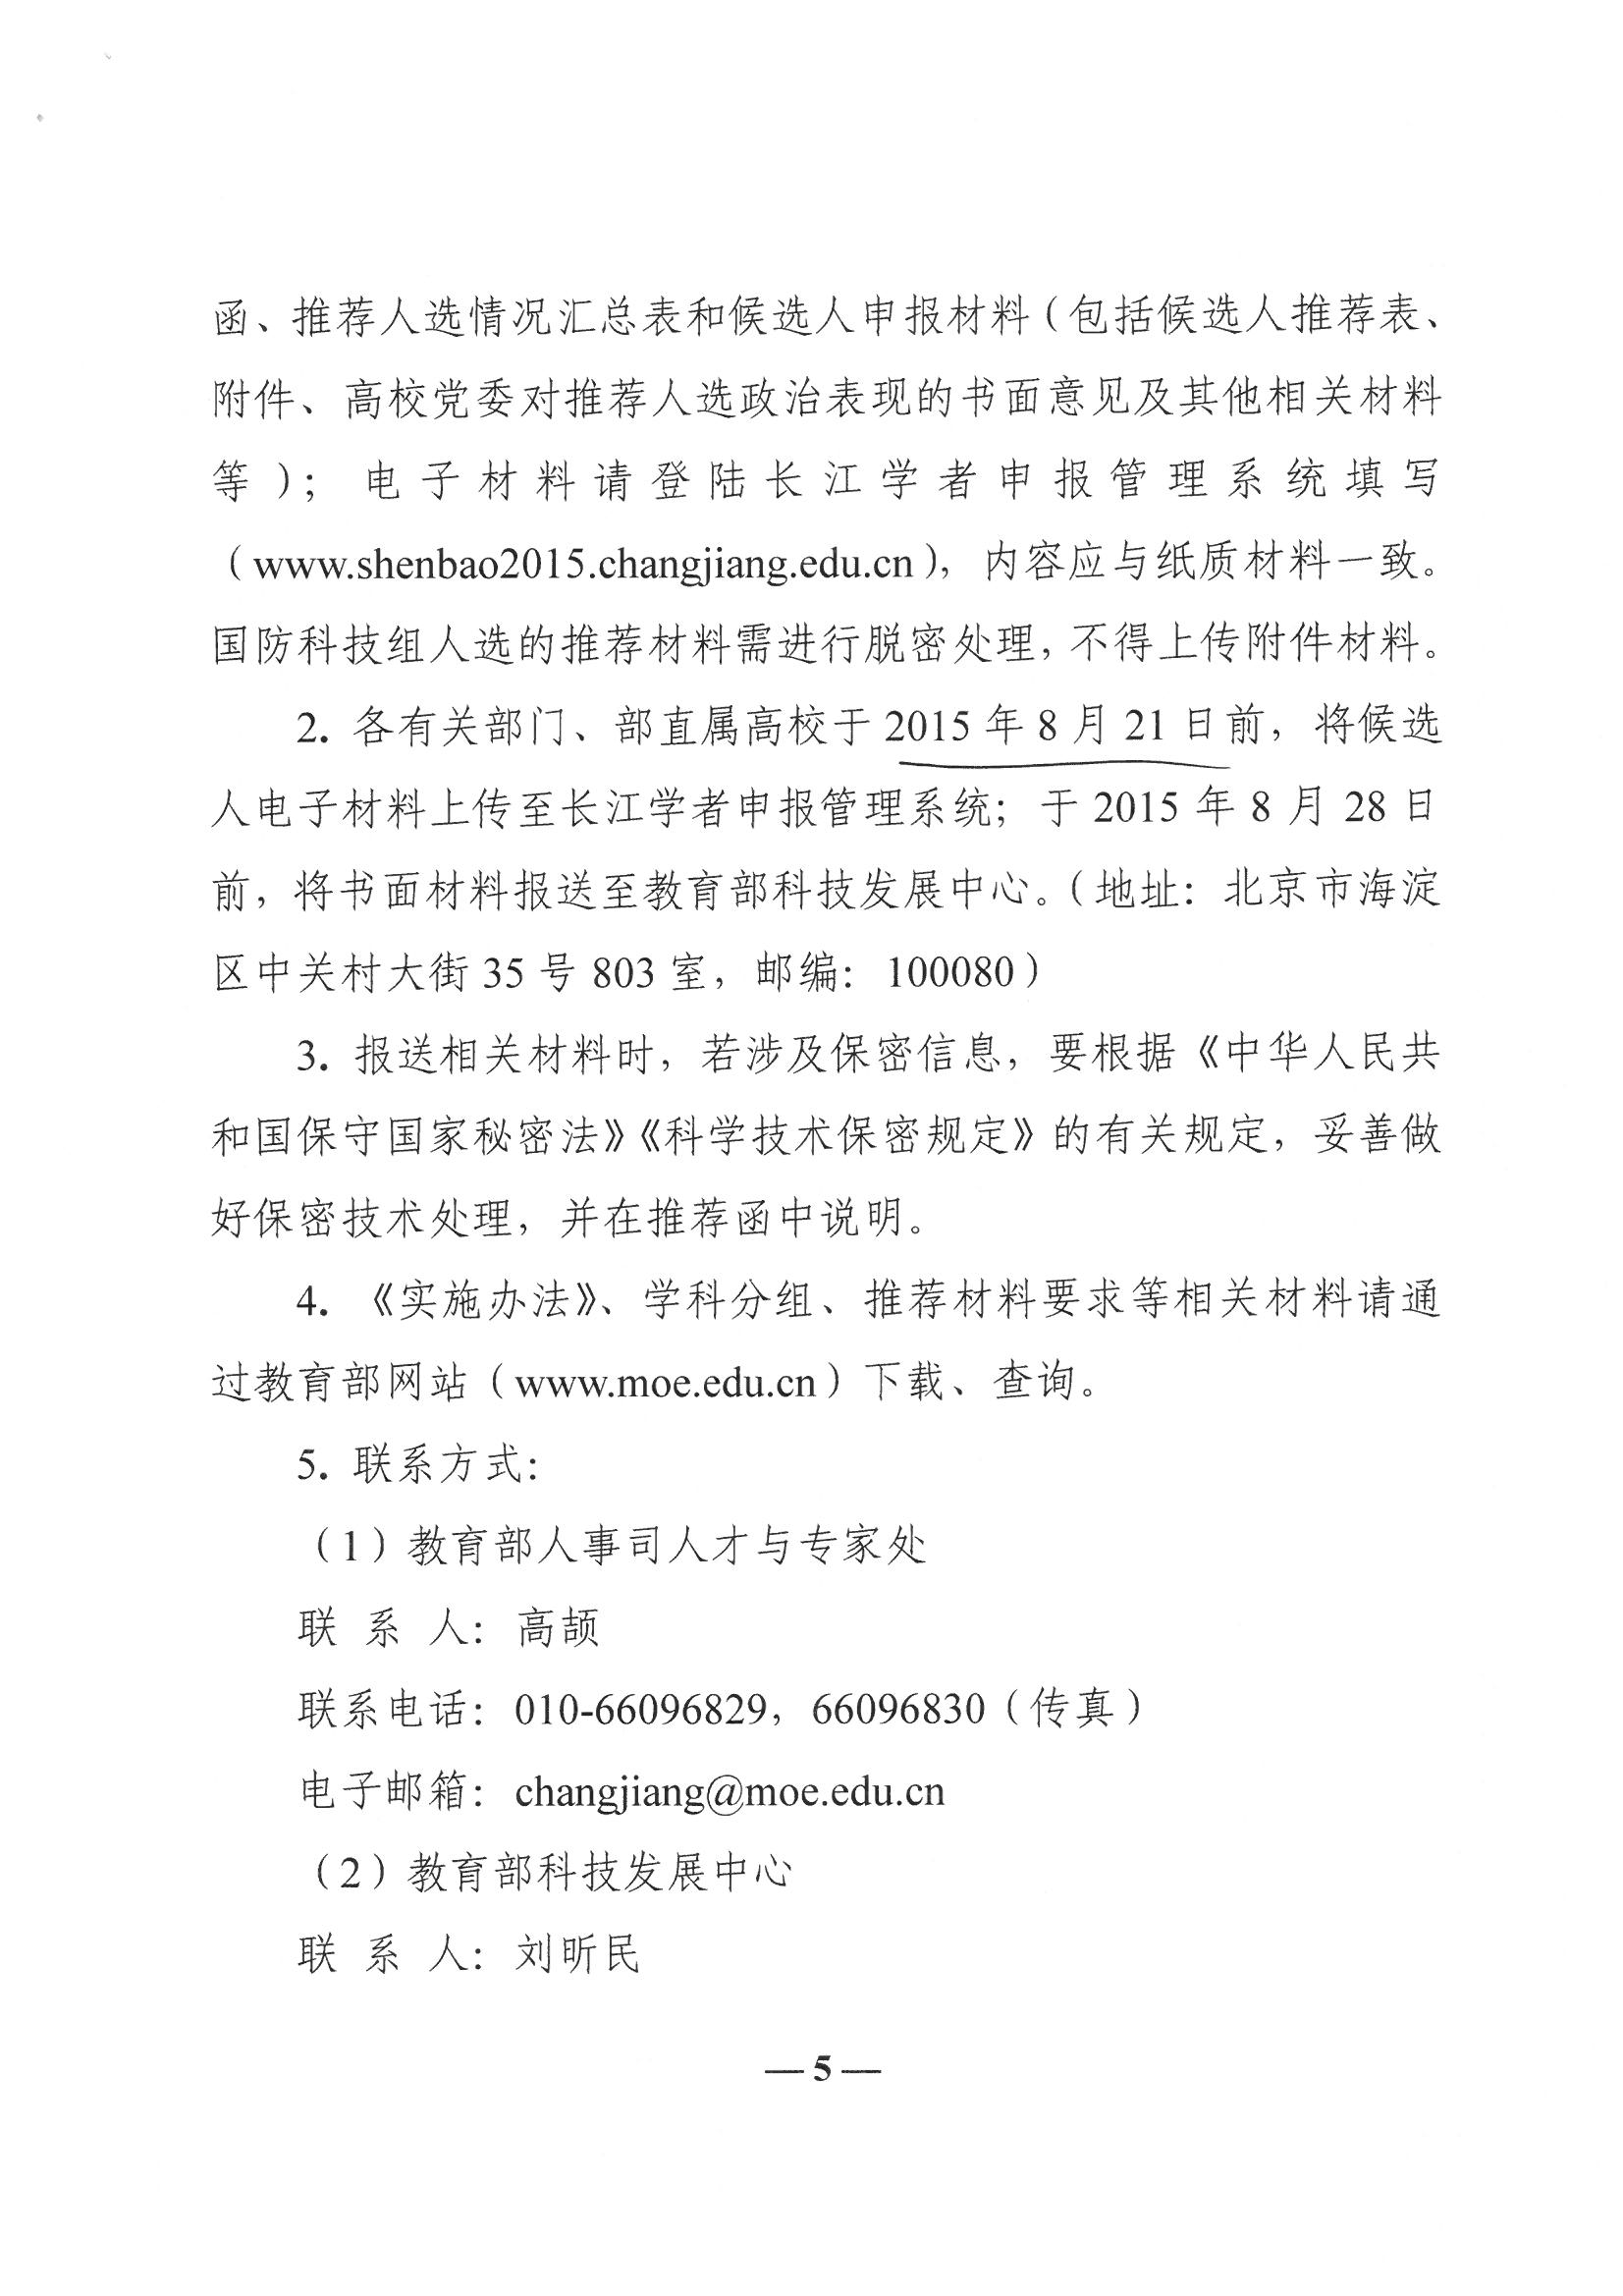 函、推荐人选情况汇总表和候选人申报材料（包括候选人推荐表、
附件、高校党委对推荐人选政治表现的书面意见及其他相关材料
等）；电子材料请登陆长江学者申报管理系统填写
（www.shenbao2015.changjiang.edu.cn），内容应与纸质材料一致。
国防科技组人选的推荐材料需进行脱密处理，不得上传附件材料。
2. 各有关部门、部直属高校于 2015 年 8 月 21 日前，将候选
人电子材料上传至长江学者申报管理系统；于 2015 年 8 月 28 日
前，将书面材料报送至教育部科技发展中心。（地址：北京市海淀
区中关村大街 35 号 803 室，邮编：100080）
3. 报送相关材料时，若涉及保密信息，要根据《中华人民共
和国保守国家秘密法》《科学技术保密规定》的有关规定，妥善做
好保密技术处理，并在推荐函中说明。
4. 《实施办法》、学科分组、推荐材料要求等相关材料请通
过教育部网站（www.moe.edu.cn）下载、查询。
5. 联系方式：
（1）教育部人事司人才与专家处
联 系 人：高颉
联系电话：010-66096829，66096830（传真）
电子邮箱：changjiang@moe.edu.cn
（2）教育部科技发展中心
联 系 人：刘昕民
— 5 —